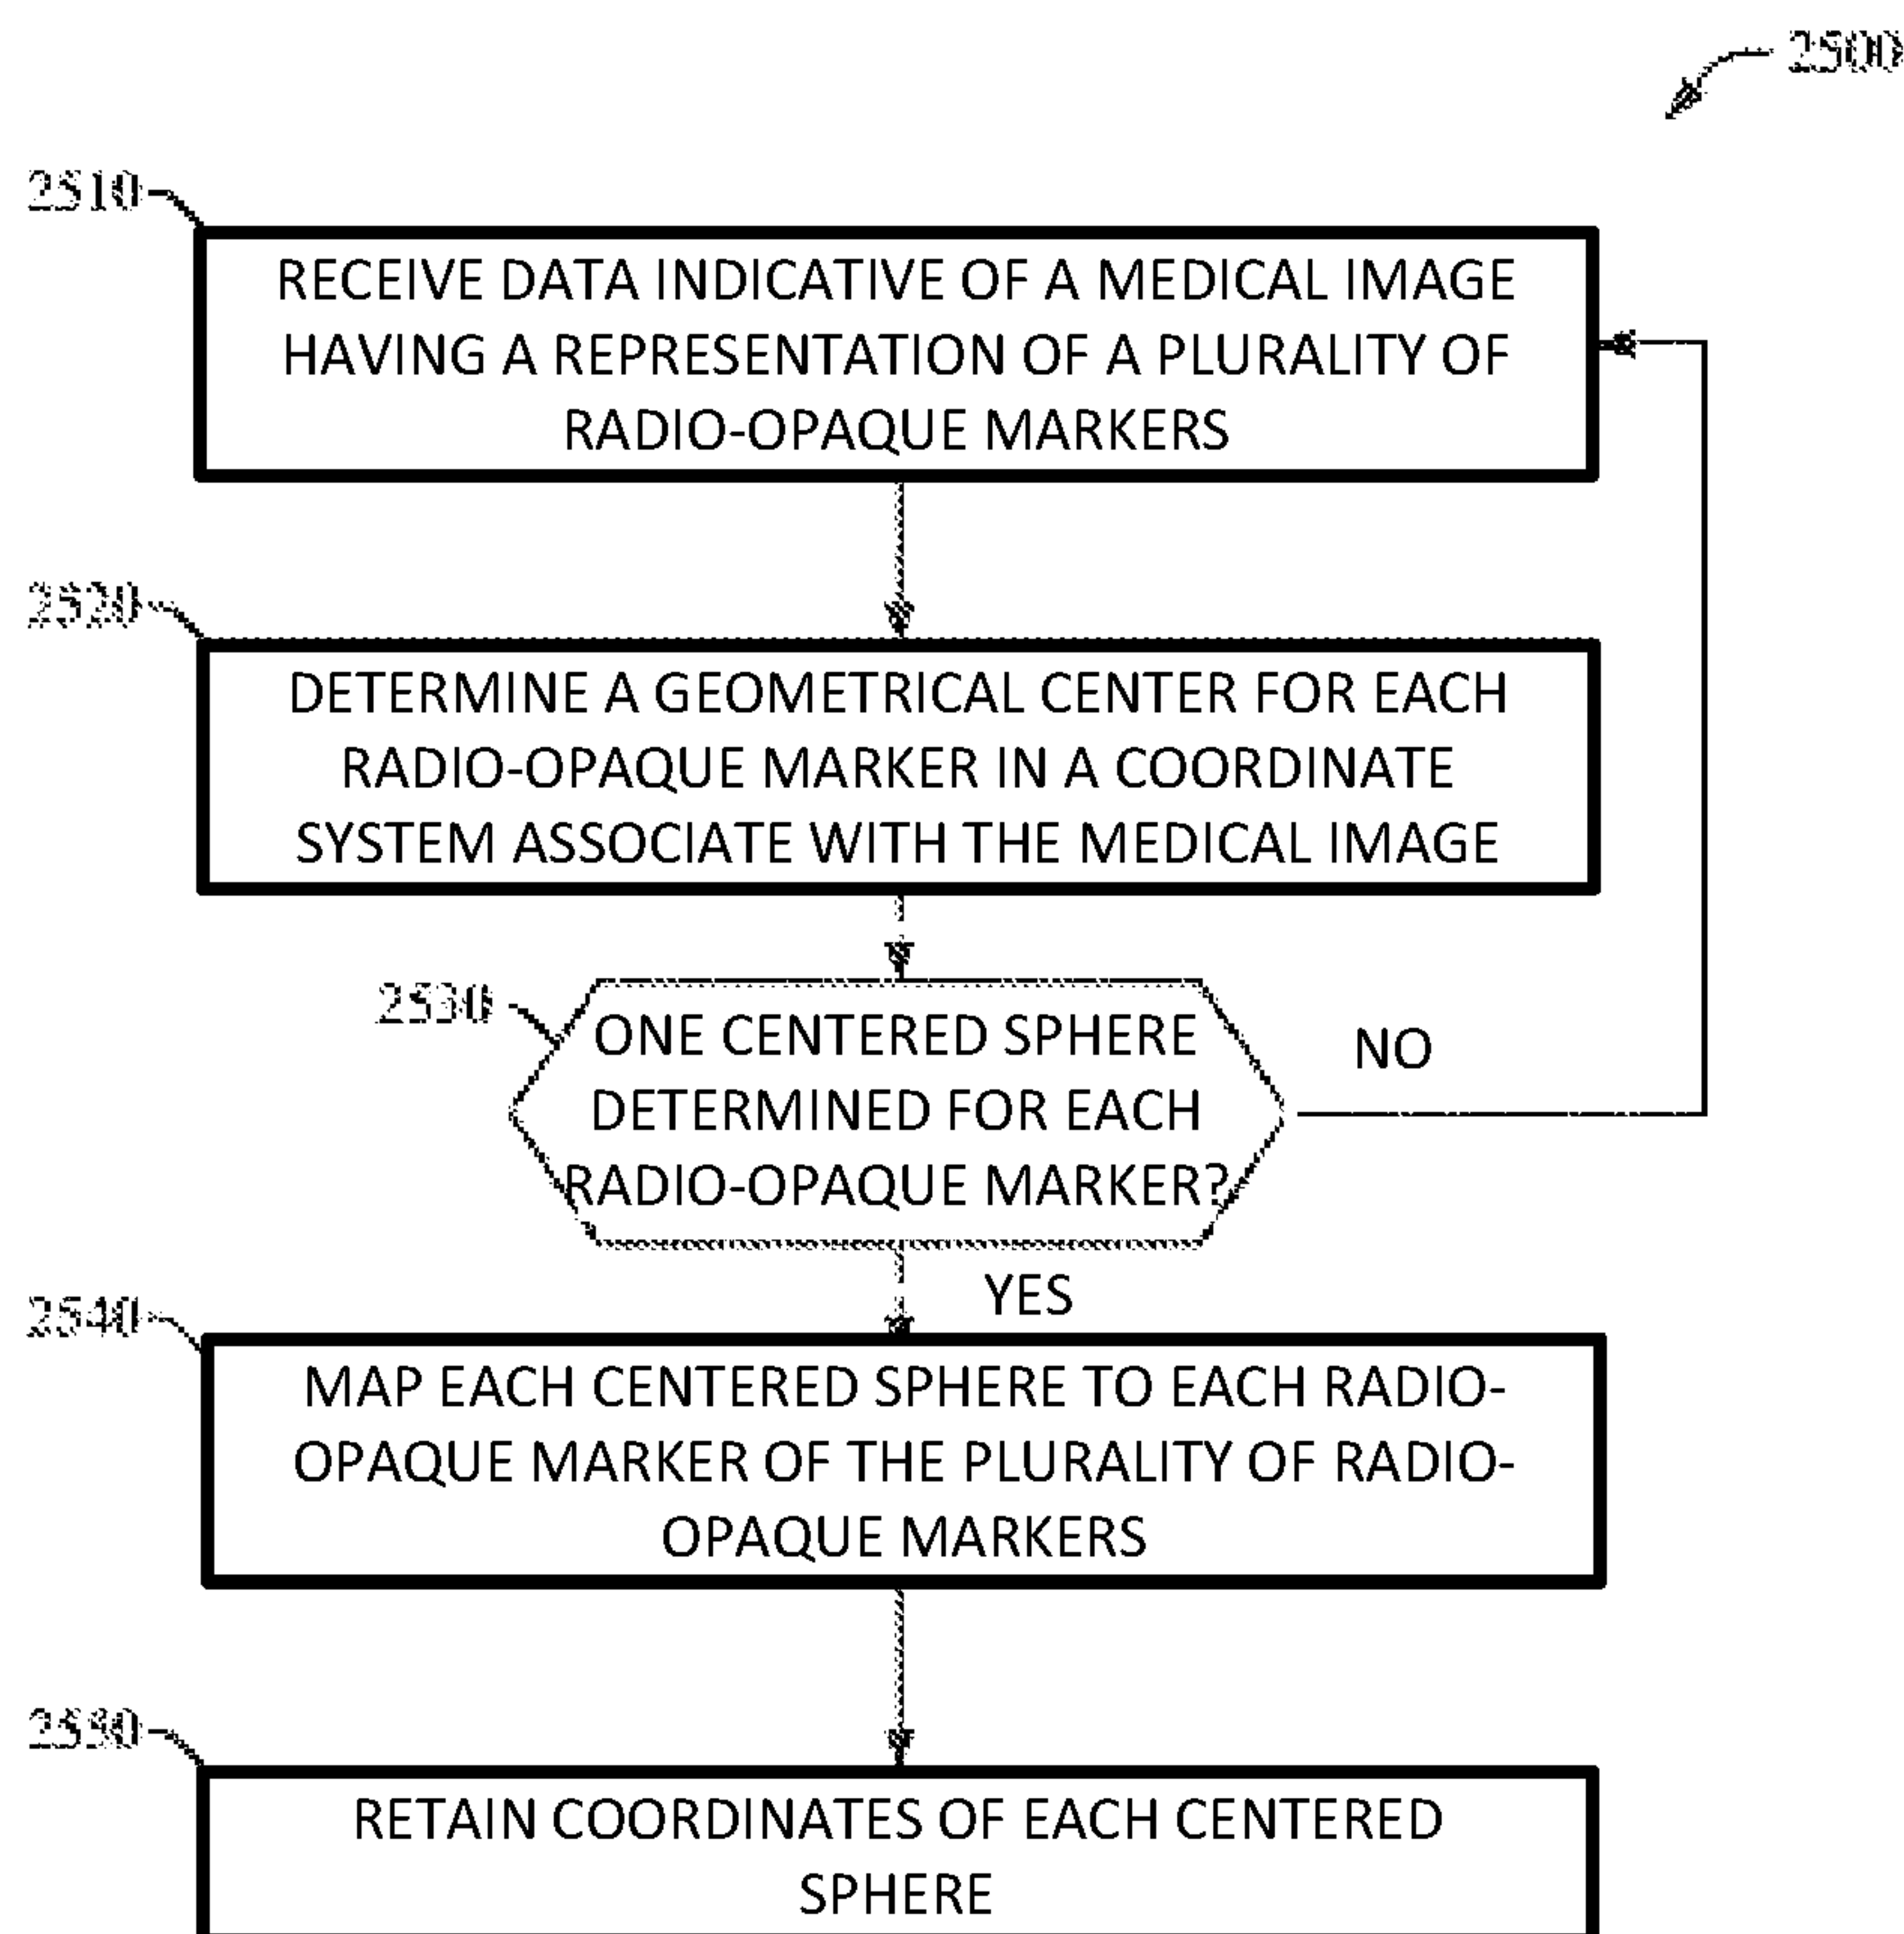 2500
2510
RECEIVE DATA INDICATIVE OF A MEDICAL IMAGE
HAVING A REPRESENTATION OF A PLURALITY OF
RADIO-OPAQUE MARKERS
2520
DETERMINE A GEOMETRICAL CENTER FOR EACH
RADIO-OPAQUE MARKER IN A COORDINATE
SYSTEM ASSOCIATE WITH THE MEDICAL IMAGE
2530
ONE CENTERED SPHERE
DETERMINED FOR EACH
RADIO-OPAQUE MARKER?
NO
YES
2540
MAP EACH CENTERED SPHERE TO EACH RADIO-
OPAQUE MARKER OF THE PLURALITY OF RADIO-
OPAQUE MARKERS
2550
RETAIN COORDINATES OF EACH CENTERED
SPHERE